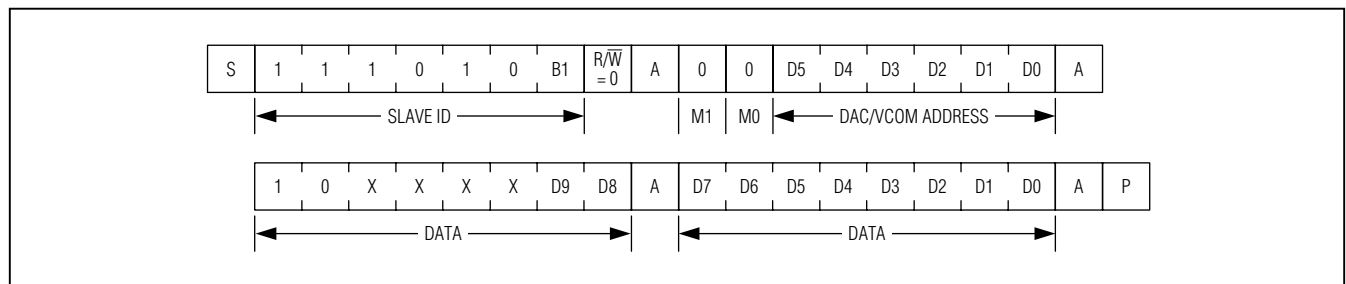 S 1 1 1 0 1 0 B1 R/W̅ = 0 A 0 0 D5 D4 D3 D2 D1 D0 A
SLAVE ID M1 M0 DAC/VCOM ADDRESS
1 0 X X X X D9 D8 A D7 D6 D5 D4 D3 D2 D1 D0 A P
DATA DATA